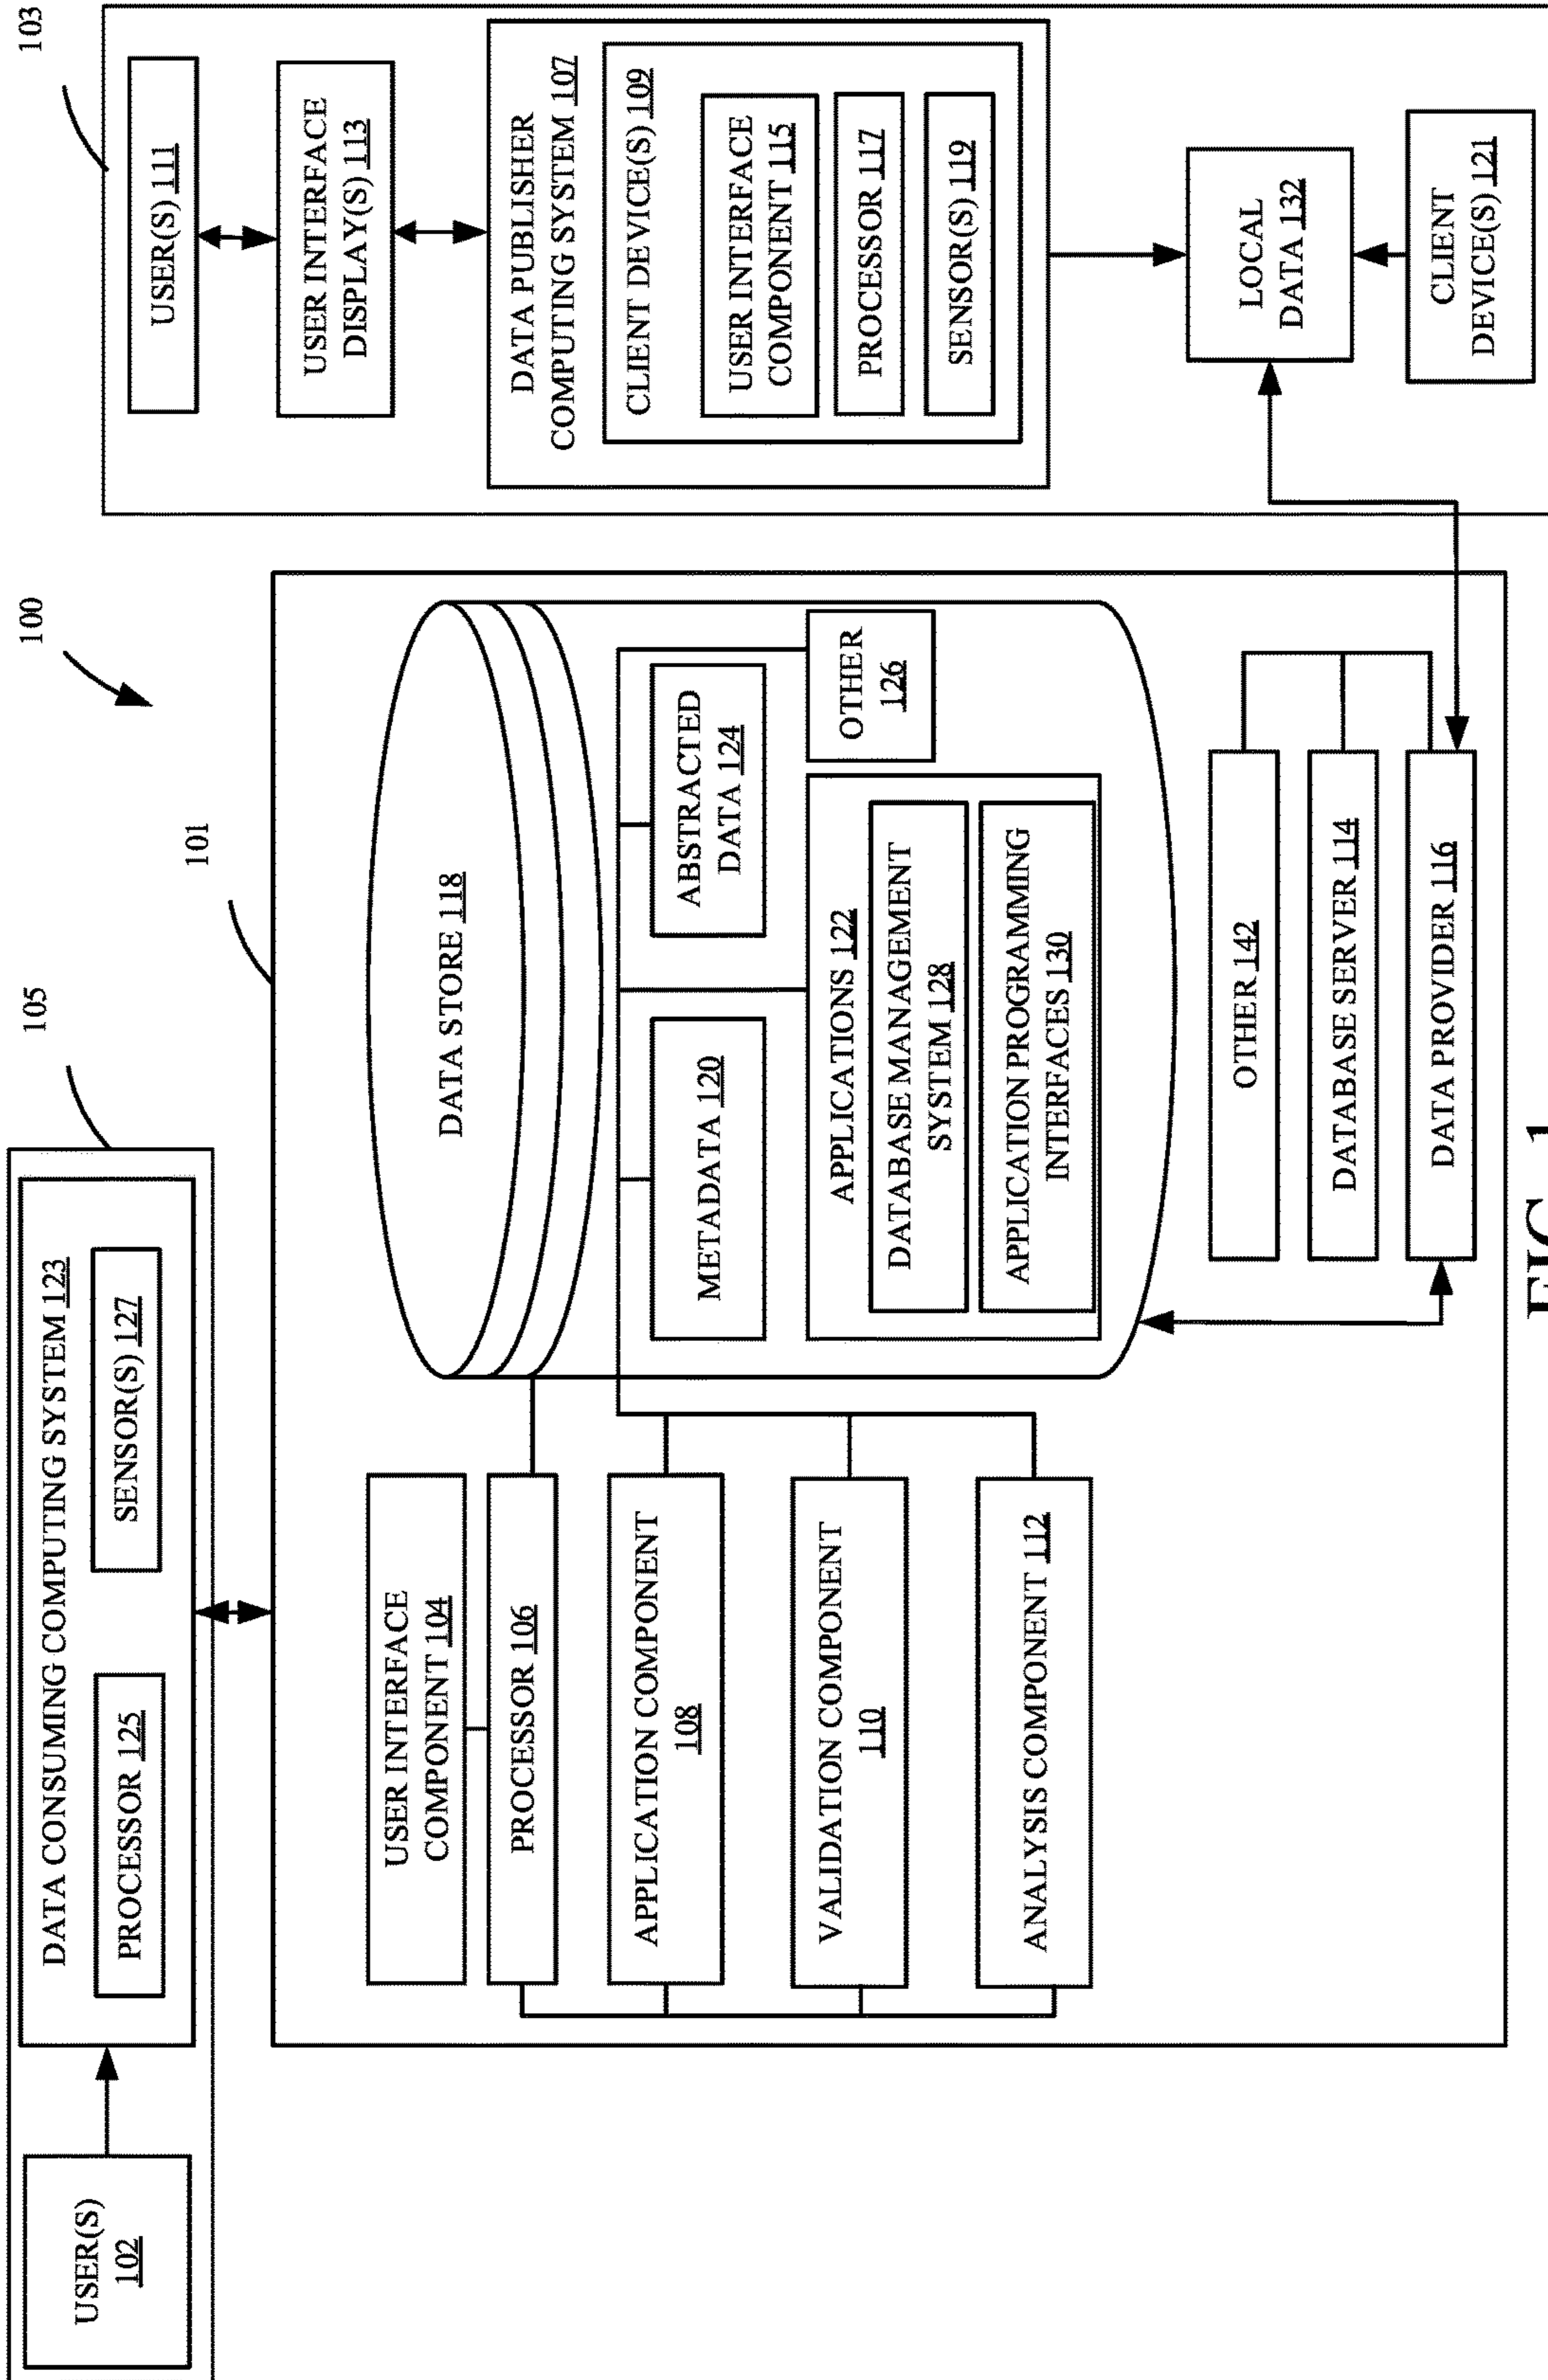 100
105
101
103
USER(S)
102
DATA CONSUMING COMPUTING SYSTEM 123
PROCESSOR 125
SENSOR(S) 127
USER INTERFACE
COMPONENT 104
PROCESSOR 106
APPLICATION COMPONENT
108
VALIDATION COMPONENT
110
ANALYSIS COMPONENT 112
DATA STORE 118
METADATA 120
ABSTRACTED
DATA 124
APPLICATIONS 122
DATABASE MANAGEMENT
SYSTEM 128
APPLICATION PROGRAMMING
INTERFACES 130
OTHER
126
OTHER 142
DATABASE SERVER 114
DATA PROVIDER 116
USER(S) 111
USER INTERFACE
DISPLAY(S) 113
DATA PUBLISHER
COMPUTING SYSTEM 107
CLIENT DEVICE(S) 109
USER INTERFACE
COMPONENT 115
PROCESSOR 117
SENSOR(S) 119
LOCAL
DATA 132
CLIENT
DEVICE(S) 121
FIG. 1